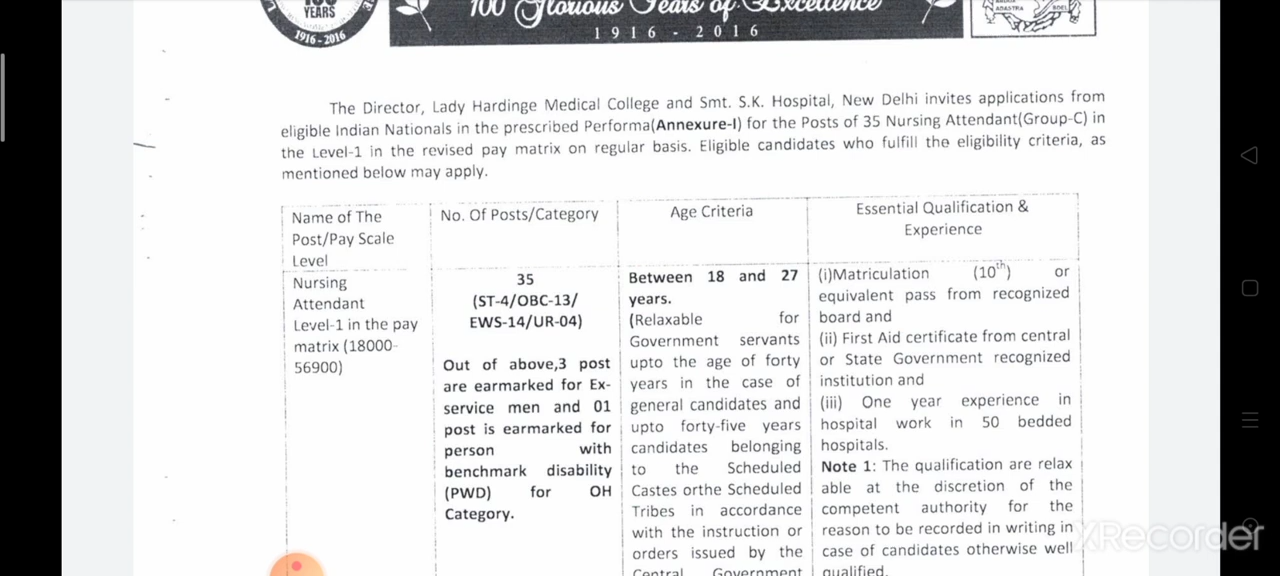 100
YEARS
1916-2016
100 Glorious Years of Excellence
1916 - 2016
ADASTRA
The Director, Lady Hardinge Medical College and Smt. S.K. Hospital, New Delhi invites applications from
eligible Indian Nationals in the prescribed Performa(Annexure-I) for the Posts of 35 Nursing Attendant(Group-C) in
the Level-1 in the revised pay matrix on regular basis. Eligible candidates who fulfill the eligibility criteria, as
mentioned below may apply.
Name of The
Post/Pay Scale
Level
No. Of Posts/Category
Age Criteria
Essential Qualification &
Experience
Nursing
Attendant
Level-1 in the pay
matrix (18000-
56900)
35
(ST-4/OBC-13/
EWS-14/UR-04)
Out of above,3 post
are earmarked for Ex-
service men and 01
post is earmarked for
person with
benchmark disability
(PWD) for OH
Category.
Between 18 and 27
years.
(Relaxable for
Government servants
upto the age of forty
years in the case of
general candidates and
upto forty-five years
candidates belonging
to the Scheduled
Castes orthe Scheduled
Tribes in accordance
with the instruction or
orders issued by the
Central Government
(i)Matriculation (10th) or
equivalent pass from recognized
board and
(ii) First Aid certificate from central
or State Government recognized
institution and
(iii) One year experience in
hospital work in 50 bedded
hospitals.
Note 1: The qualification are relax
able at the discretion of the
competent authority for the
reason to be recorded in writing in
case of candidates otherwise well
qualified.
XRecorder